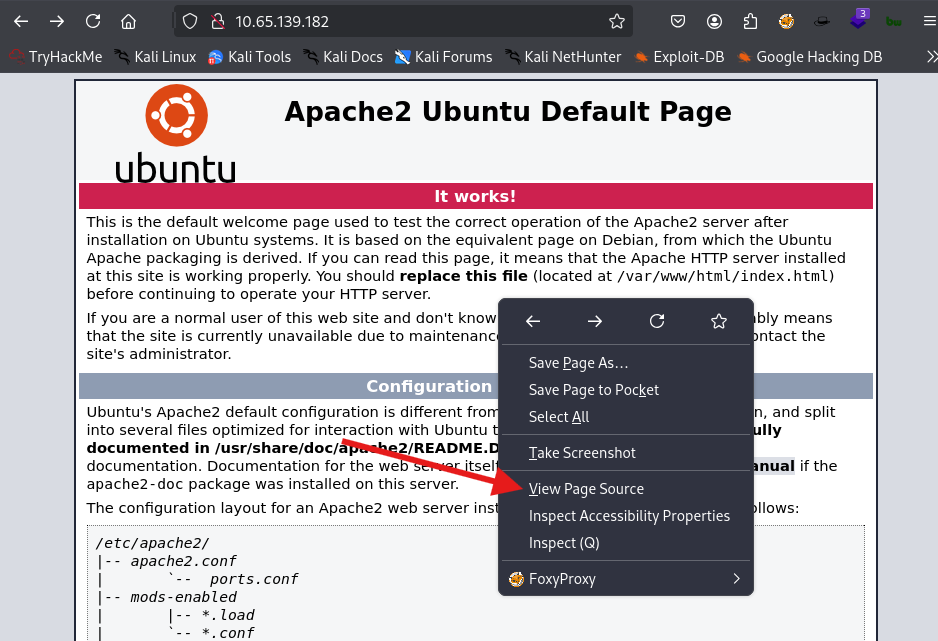 10.65.139.182
3
TryHackMe Kali Linux Kali Tools Kali Docs Kali Forums Kali NetHunter Exploit-DB Google Hacking DB
ubuntu
Apache2 Ubuntu Default Page
It works!
This is the default welcome page used to test the correct operation of the Apache2 server after
installation on Ubuntu systems. It is based on the equivalent page on Debian, from which the Ubuntu
Apache packaging is derived. If you can read this page, it means that the Apache HTTP server installed
at this site is working properly. You should replace this file (located at /var/www/html/index.html)
before continuing to operate your HTTP server.
If you are a normal user of this web site and don't know bly means
that the site is currently unavailable due to maintenance ontact the
site's administrator.
Configuration
Ubuntu's Apache2 default configuration is different from n, and split
into several files optimized for interaction with Ubuntu t ully
documented in /usr/share/doc/apache2/README.D
documentation. Documentation for the web server itself anual if the
apache2-doc package was installed on this server.
The configuration layout for an Apache2 web server inst ollows:
/etc/apache2/
|-- apache2.conf
|       `--  ports.conf
|-- mods-enabled
|       |-- *.load
|       `-- *.conf
Save Page As…
Save Page to Pocket
Select All
Take Screenshot
View Page Source
Inspect Accessibility Properties
Inspect (Q)
FoxyProxy